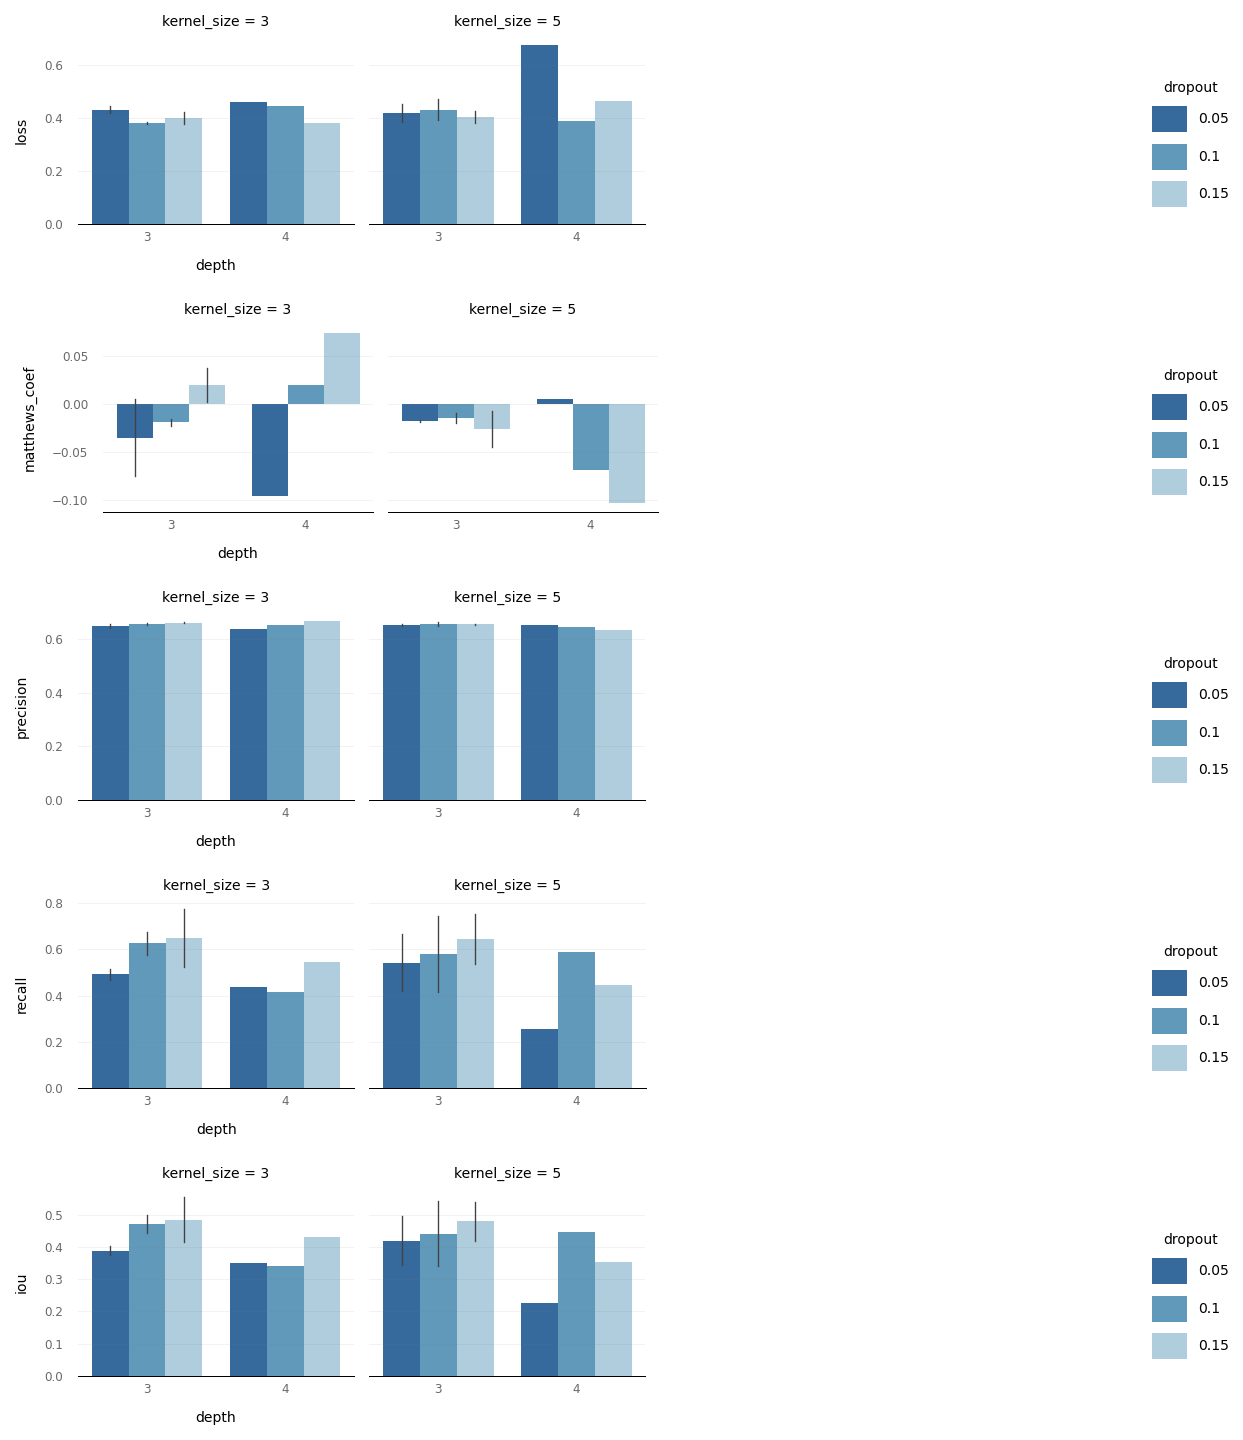 kernel_size = 3
kernel_size = 5
0.6
0.4
0.2
0.0
loss
3
4
3
4
depth
dropout
0.05
0.1
0.15
kernel_size = 3
kernel_size = 5
0.05
0.00
−0.05
−0.10
matthews_coef
3
4
3
4
depth
dropout
0.05
0.1
0.15
kernel_size = 3
kernel_size = 5
0.6
0.4
0.2
0.0
precision
3
4
3
4
depth
dropout
0.05
0.1
0.15
kernel_size = 3
kernel_size = 5
0.8
0.6
0.4
0.2
0.0
recall
3
4
3
4
depth
dropout
0.05
0.1
0.15
kernel_size = 3
kernel_size = 5
0.5
0.4
0.3
0.2
0.1
0.0
iou
3
4
3
4
depth
dropout
0.05
0.1
0.15